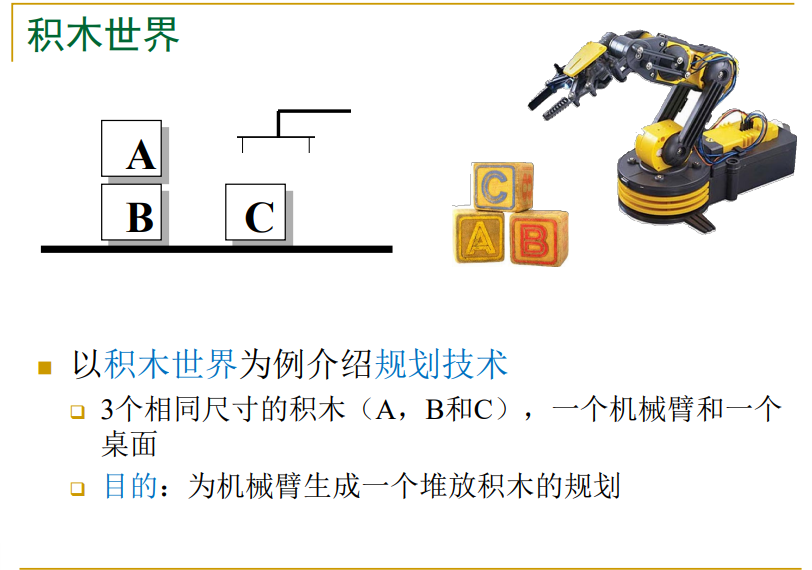 积木世界
A
B
C
C
A
B
以积木世界为例介绍规划技术
3个相同尺寸的积木（A，B和C），一个机械臂和一个
桌面
目的：为机械臂生成一个堆放积木的规划